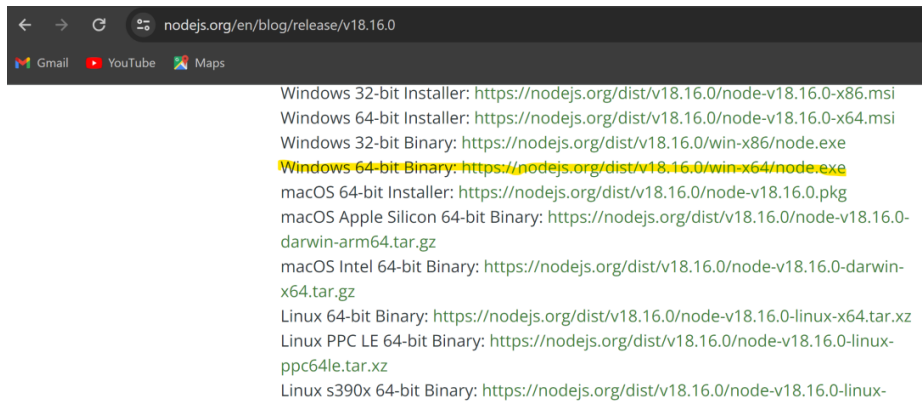 nodejs.org/en/blog/release/v18.16.0
Gmail YouTube Maps
Windows 32-bit Installer: https://nodejs.org/dist/v18.16.0/node-v18.16.0-x86.msi
Windows 64-bit Installer: https://nodejs.org/dist/v18.16.0/node-v18.16.0-x64.msi
Windows 32-bit Binary: https://nodejs.org/dist/v18.16.0/win-x86/node.exe
Windows 64-bit Binary: https://nodejs.org/dist/v18.16.0/win-x64/node.exe
macOS 64-bit Installer: https://nodejs.org/dist/v18.16.0/node-v18.16.0.pkg
macOS Apple Silicon 64-bit Binary: https://nodejs.org/dist/v18.16.0/node-v18.16.0-
darwin-arm64.tar.gz
macOS Intel 64-bit Binary: https://nodejs.org/dist/v18.16.0/node-v18.16.0-darwin-
x64.tar.gz
Linux 64-bit Binary: https://nodejs.org/dist/v18.16.0/node-v18.16.0-linux-x64.tar.xz
Linux PPC LE 64-bit Binary: https://nodejs.org/dist/v18.16.0/node-v18.16.0-linux-
ppc64le.tar.xz
Linux s390x 64-bit Binary: https://nodejs.org/dist/v18.16.0/node-v18.16.0-linux-